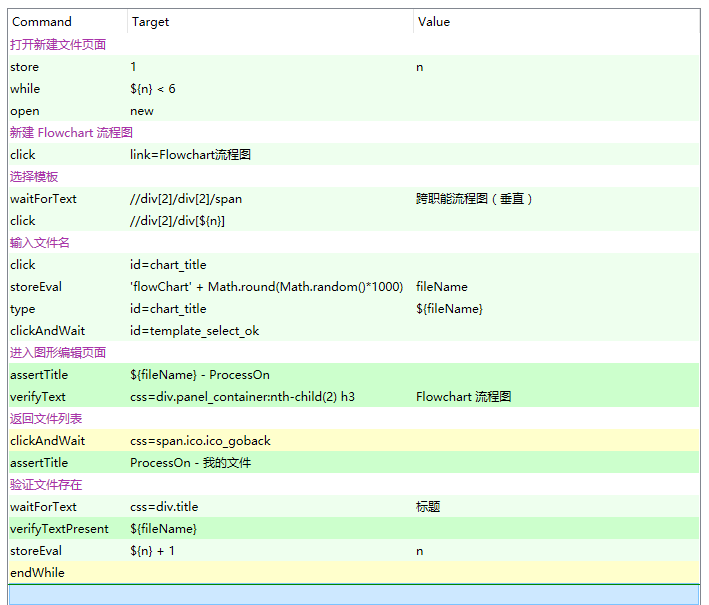 Command Target Value
打开新建文件页面
store 1 n
while ${n} < 6
open new
新建 Flowchart 流程图
click link=Flowchart流程图
选择模板
waitForText //div[2]/div[2]/span 跨职能流程图（垂直）
click //div[2]/div[${n}]
输入文件名
click id=chart_title
storeEval 'flowChart' + Math.round(Math.random()*1000) fileName
type id=chart_title ${fileName}
clickAndWait id=template_select_ok
进入图形编辑页面
assertTitle ${fileName} - ProcessOn
verifyText css=div.panel_container:nth-child(2) h3 Flowchart 流程图
返回文件列表
clickAndWait css=span.ico.ico_goback
assertTitle ProcessOn - 我的文件
验证文件存在
waitForText css=div.title 标题
verifyTextPresent ${fileName}
storeEval ${n} + 1 n
endWhile